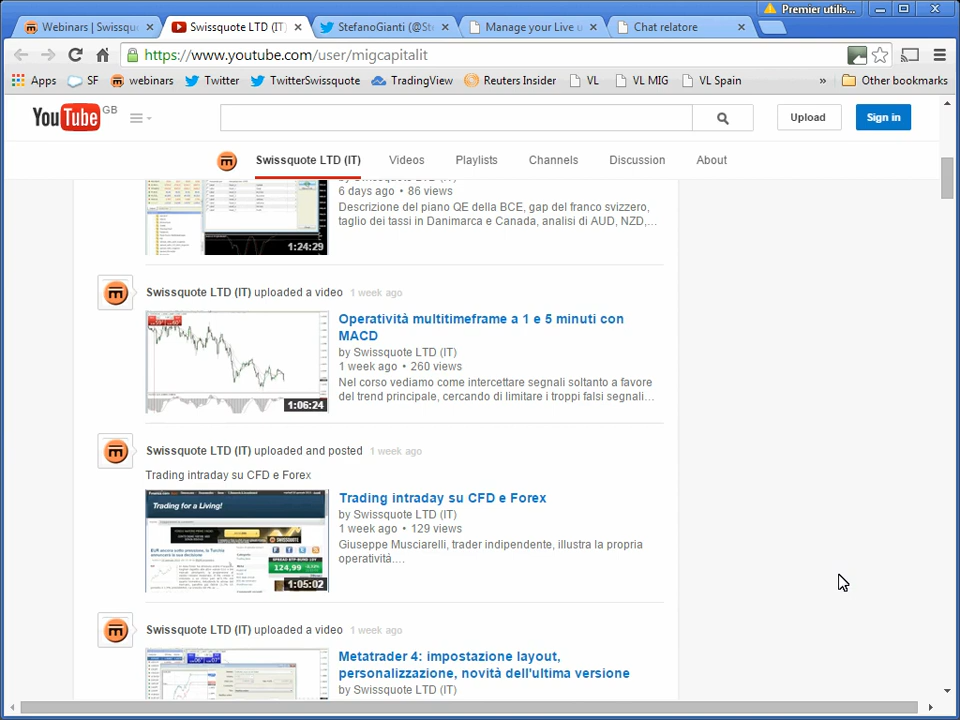 Premier utilis...
Webinars | Swissqu
Swissquote LTD (IT)
StefanoGianti (@St
Manage your Live u
Chat relatore
https://www.youtube.com/user/migcapitalit
Apps
SF
webinars
Twitter
TwitterSwissquote
TradingView
Reuters Insider
VL
VL MIG
VL Spain
»
Other bookmarks
YouTube GB
Upload
Sign in
Swissquote LTD (IT)
Videos
Playlists
Channels
Discussion
About
by Swissquote LTD (IT)
6 days ago • 86 views
Descrizione del piano QE della BCE, gap del franco svizzero,
taglio dei tassi in Danimarca e Canada, analisi di AUD, NZD,...
1:24:29
Swissquote LTD (IT) uploaded a video 1 week ago
Operatività multitimeframe a 1 e 5 minuti con
MACD
by Swissquote LTD (IT)
1 week ago • 260 views
Nel corso vediamo come intercettare segnali soltanto a favore
del trend principale, cercando di limitare i troppi falsi segnali...
1:06:24
Swissquote LTD (IT) uploaded and posted 1 week ago
Trading intraday su CFD e Forex
Trading for a Living!
124,99
1:05:02
Trading intraday su CFD e Forex
by Swissquote LTD (IT)
1 week ago • 129 views
Giuseppe Musciarelli, trader indipendente, illustra la propria
operatività....
Swissquote LTD (IT) uploaded a video 1 week ago
Metatrader 4: impostazione layout,
personalizzazione, novità dell'ultima versione
by Swissquote LTD (IT)